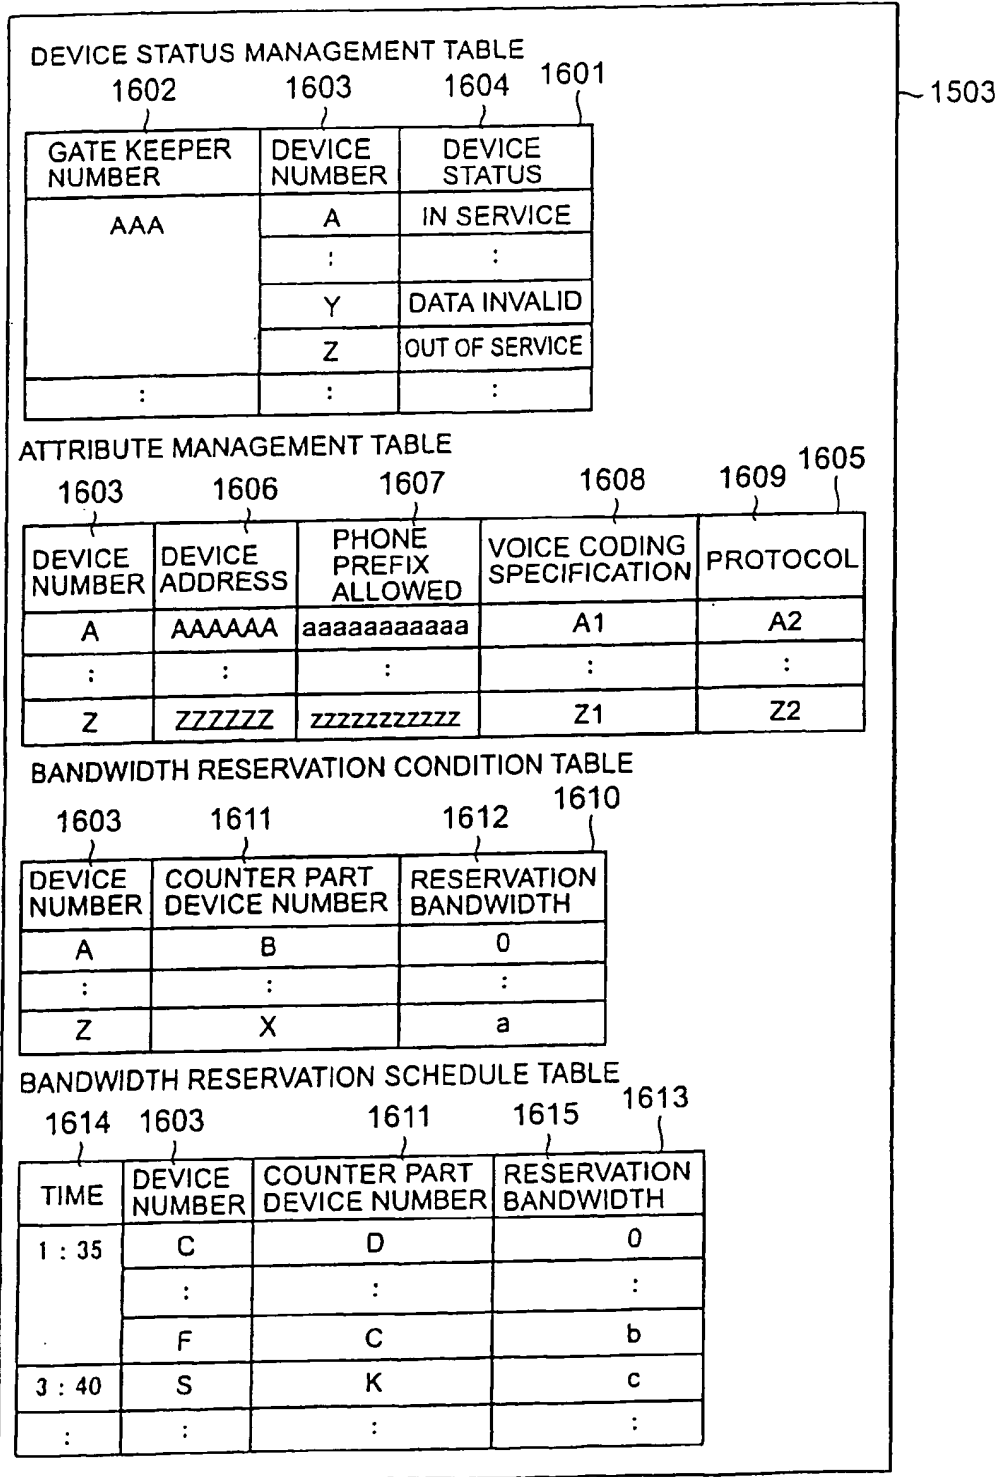 DEVICE STATUS MANAGEMENT TABLE
1602 1603 1604 1601
1503
GATE KEEPER NUMBER DEVICE NUMBER DEVICE STATUS
AAA A IN SERVICE
: :
Y DATA INVALID
Z OUT OF SERVICE
: : :
ATTRIBUTE MANAGEMENT TABLE
1603 1606 1607 1608 1609 1605
DEVICE NUMBER DEVICE ADDRESS PHONE PREFIX ALLOWED VOICE CODING SPECIFICATION PROTOCOL
A AAAAAA aaaaaaaaaaa A1 A2
: : : : :
Z ZZZZZZ zzzzzzzzzzz Z1 Z2
BANDWIDTH RESERVATION CONDITION TABLE
1603 1611 1612 1610
DEVICE NUMBER COUNTER PART DEVICE NUMBER RESERVATION BANDWIDTH
A B 0
: : :
Z X a
BANDWIDTH RESERVATION SCHEDULE TABLE
1614 1603 1611 1615 1613
TIME DEVICE NUMBER COUNTER PART DEVICE NUMBER RESERVATION BANDWIDTH
1 : 35 C D 0
: : :
F C b
3 : 40 S K c
: : : :